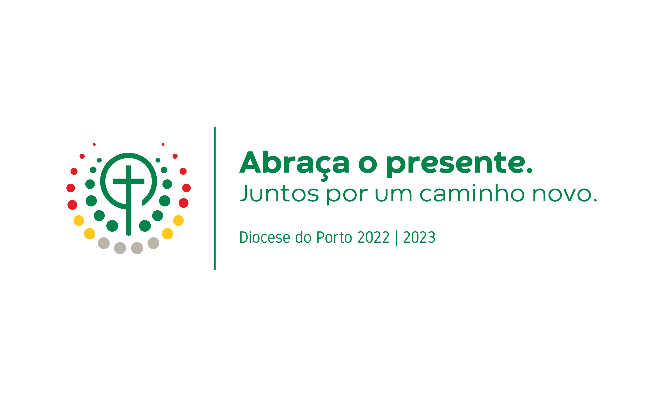 Abraça o presente.
Juntos por um caminho novo.
Diocese do Porto 2022 | 2023